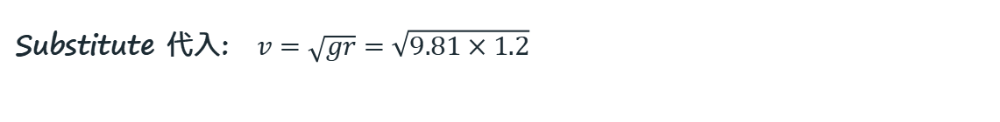 Substitute 代入: v = √gr = √9.81 × 1.2